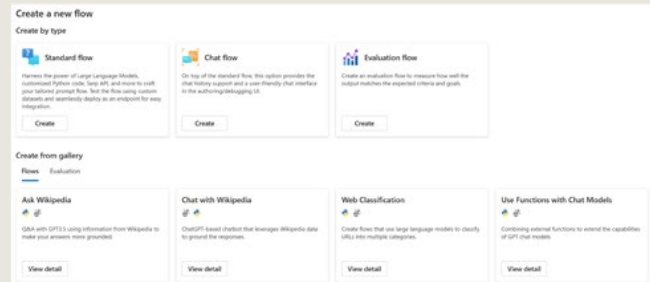 Create a new flow
Create by type
Standard flow
Harness the power of Large Language Models,
customized Python code, Serp API, and more to craft
your tailored prompt flow. Test the flow using custom
datasets and seamlessly deploy as an endpoint for easy
integration.
Create
Chat flow
On top of the standard flow, this option provides the
chat history support and a user-friendly chat interface
in the authoring/debugging UI.
Create
Evaluation flow
Create an evaluation flow to measure how well the
output matches the expected criteria and goals.
Create
Create from gallery
Flows Evaluation
Ask Wikipedia
Q&A with GPT3.5 using information from Wikipedia to
make your answers more grounded.
View detail
Chat with Wikipedia
ChatGPT-based chatbot that leverages Wikipedia data
to ground the responses.
View detail
Web Classification
Create flows that use large language models to classify
URLs into multiple categories.
View detail
Use Functions with Chat Models
Combining external functions to extend the capabilities
of GPT chat models
View detail